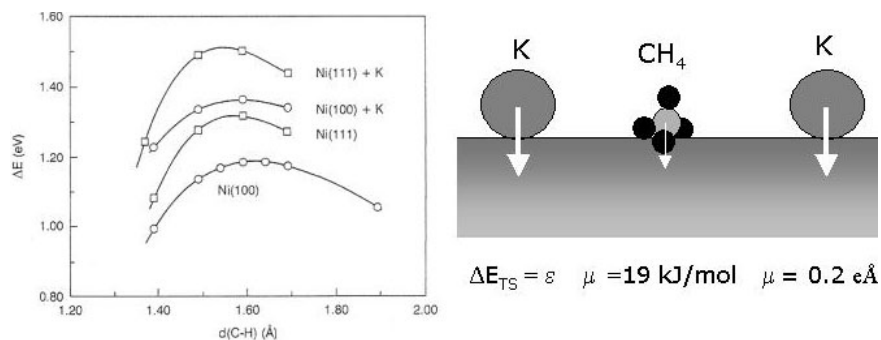 1.60
1.40
1.20
1.00
0.80
ΔE (eV)
Ni(111) + K
Ni(100) + K
Ni(111)
Ni(100)
1.20 1.40 1.60 1.80 2.00
d(C-H) (Å)
K CH4 K
ΔE_TS = ε μ =19 kJ/mol μ = 0.2 eÅ